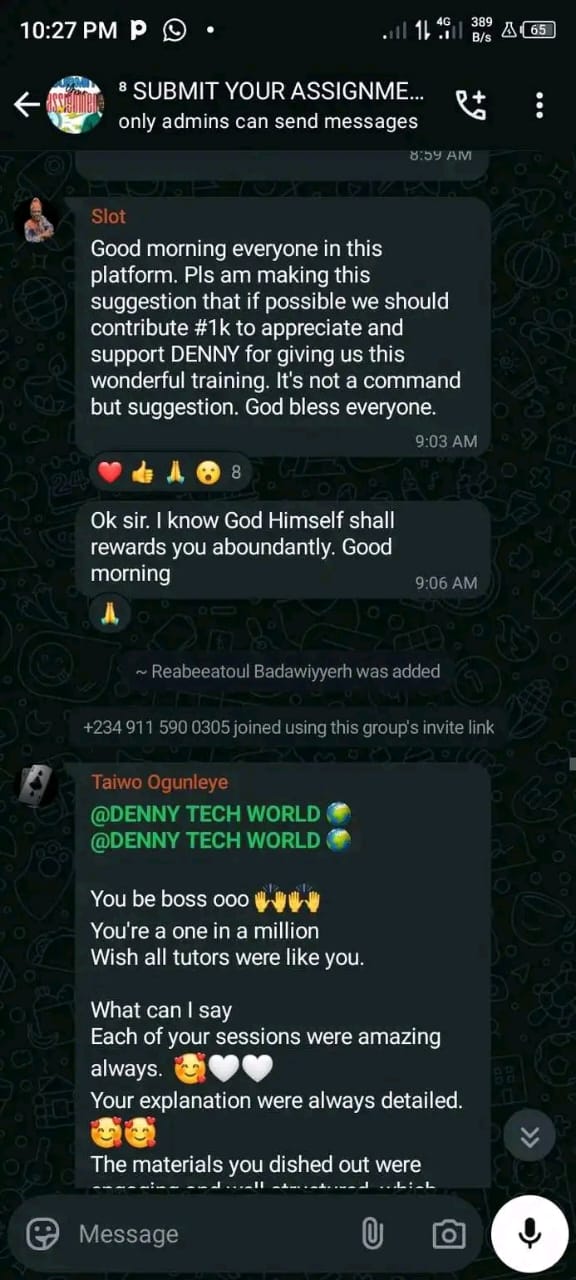 10:27 PM
4G 389 B/s 65
⁸ SUBMIT YOUR ASSIGNME...
only admins can send messages
8:59 AM
Slot
Good morning everyone in this
platform. Pls am making this
suggestion that if possible we should
contribute #1k to appreciate and
support DENNY for giving us this
wonderful training. It's not a command
but suggestion. God bless everyone.
9:03 AM
❤️👍🙏😮 8
Ok sir. I know God Himself shall
rewards you aboundantly. Good
morning
9:06 AM
🙏
~ Reabeeatoul Badawiyyerh was added
+234 911 590 0305 joined using this group's invite link
Taiwo Ogunleye
@DENNY TECH WORLD 🌍
@DENNY TECH WORLD 🌍
You be boss ooo 🙌🙌
You're a one in a million
Wish all tutors were like you.
What can I say
Each of your sessions were amazing
always. 🥰🤍🤍
Your explanation were always detailed.
🥰🥰
The materials you dished out were
Message